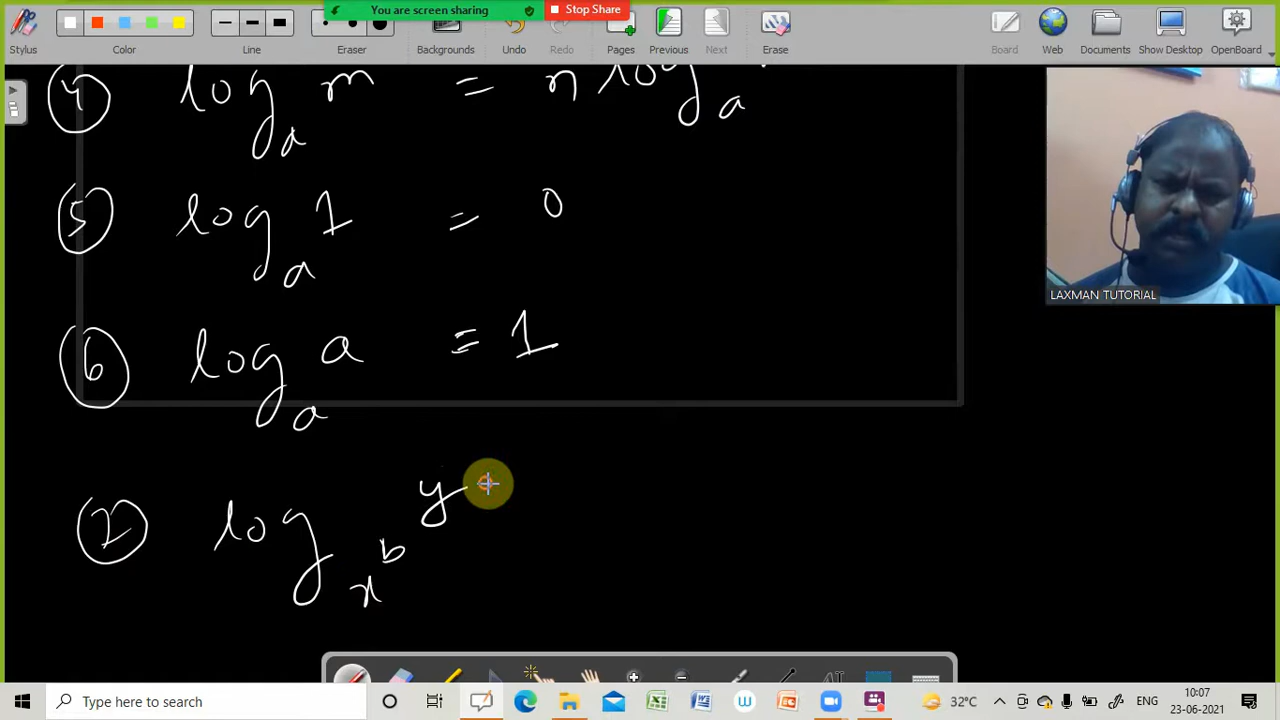 You are screen sharing Stop Share
Stylus Color Line Eraser Backgrounds Undo Redo Pages Previous Next Erase Board Web Documents Show Desktop OpenBoard
4 log_a m = n log_a
5 log_a 1 = 0
6 log_a a = 1
log_{x^b} y
LAXMAN TUTORIAL
Type here to search
32°C
ENG
10:07
23-06-2021